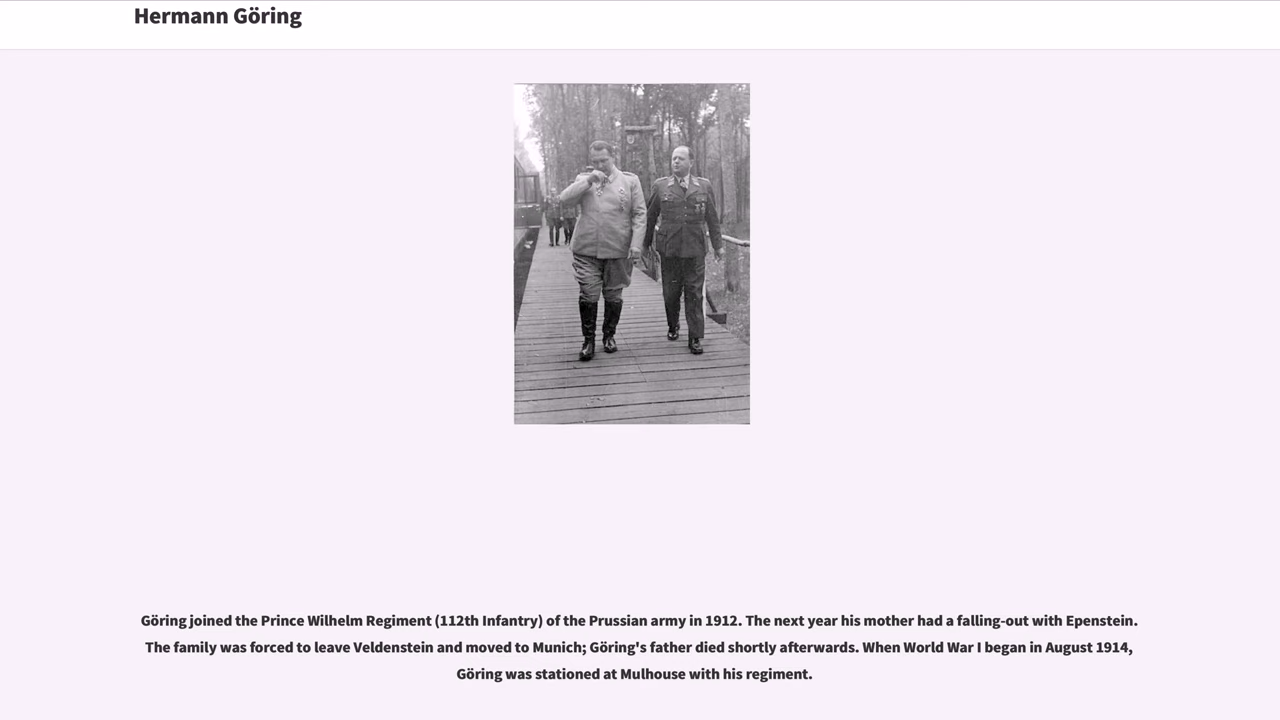 Hermann Göring
Göring joined the Prince Wilhelm Regiment (112th Infantry) of the Prussian army in 1912. The next year his mother had a falling-out with Epenstein.
The family was forced to leave Veldenstein and moved to Munich; Göring's father died shortly afterwards. When World War I began in August 1914,
Göring was stationed at Mulhouse with his regiment.